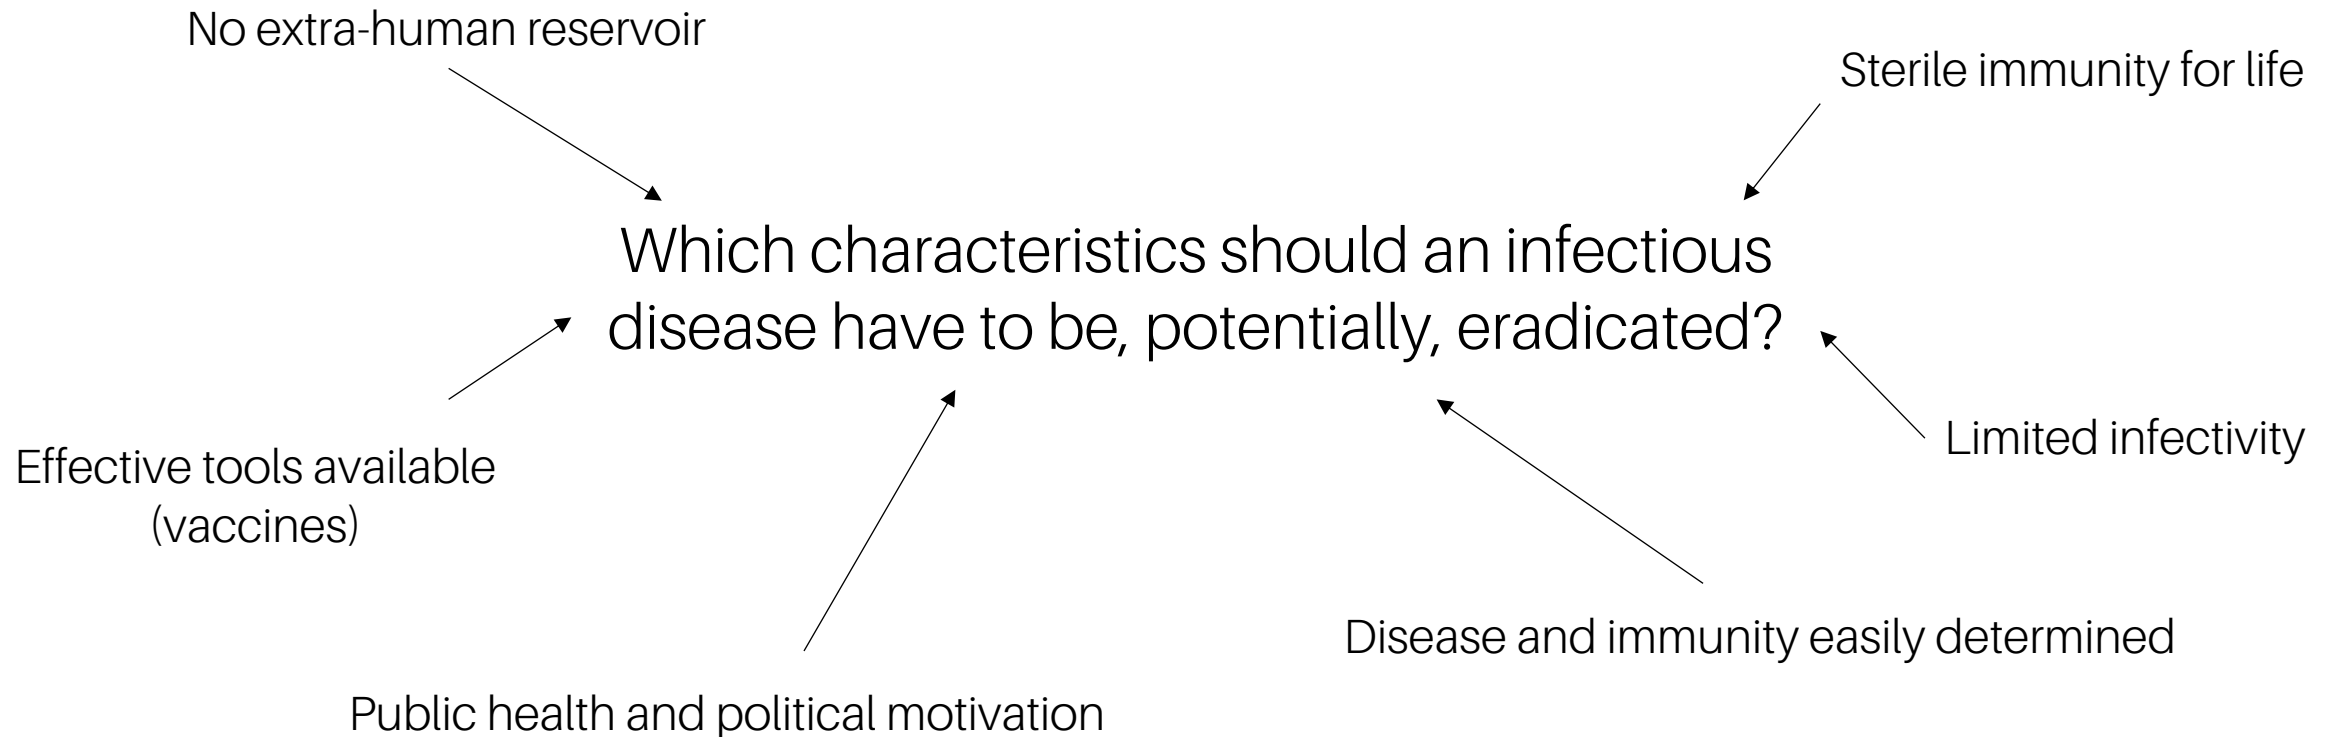 No extra-human reservoir
Sterile immunity for life
Which characteristics should an infectious
disease have to be, potentially, eradicated?
Limited infectivity
Effective tools available
(vaccines)
Disease and immunity easily determined
Public health and political motivation